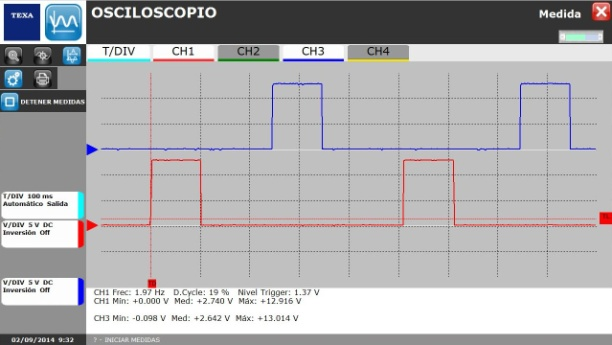 TEXA
OSCILOSCOPIO
Medida
T/DIV CH1 CH2 CH3 CH4
DETENER MEDIDAS
T/DIV 100 ms
Automático Salida
V/DIV 5 V DC
Inversión Off
V/DIV 5 V DC
Inversión Off
CH1 Frec: 1.97 Hz D.Cycle: 19 % Nivel Trigger: 1.37 V
CH1 Min: +0.000 V Med: +2.740 V Máx: +12.916 V
CH3 Min: -0.098 V Med: +2.642 V Máx: +13.014 V
02/09/2014 9:32
? - INICIAR MEDIDAS